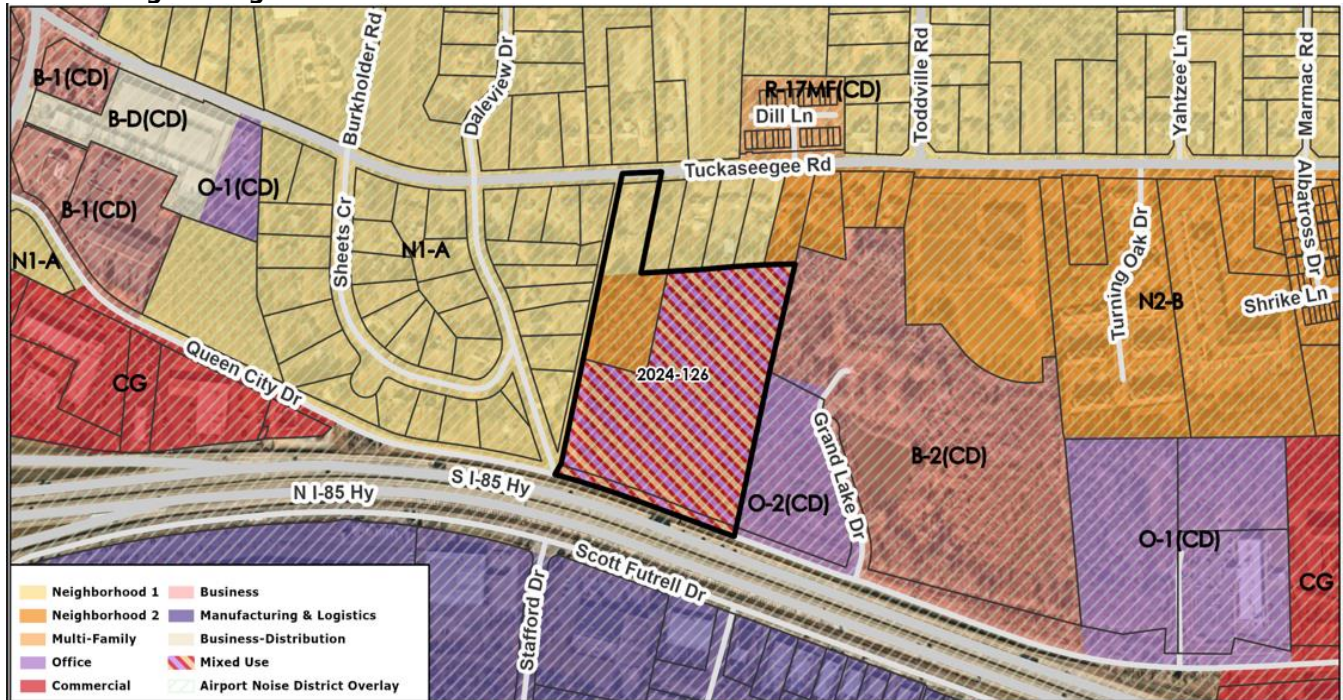 B-1(CD)
B-D(CD)
O-1(CD)
B-1(CD)
N1-A
CG
Burkholder Rd
Sheets Cr
Daleview Dr
N1-A
Queen City Dr
R-17MF(CD)
Dill Ln
Toddville Rd
Yahtzee Ln
Marmac Rd
Tuckaseegee Rd
Albatross Dr
Turning Oak Dr
N2-B
Shrike Ln
2024-126
Grand Lake Dr
B-2(CD)
O-2(CD)
O-1(CD)
CG
S I-85 Hy
N I-85 Hy
Scott Futrell Dr
Stafford Dr
Neighborhood 1
Neighborhood 2
Multi-Family
Office
Commercial
Business
Manufacturing & Logistics
Business-Distribution
Mixed Use
Airport Noise District Overlay